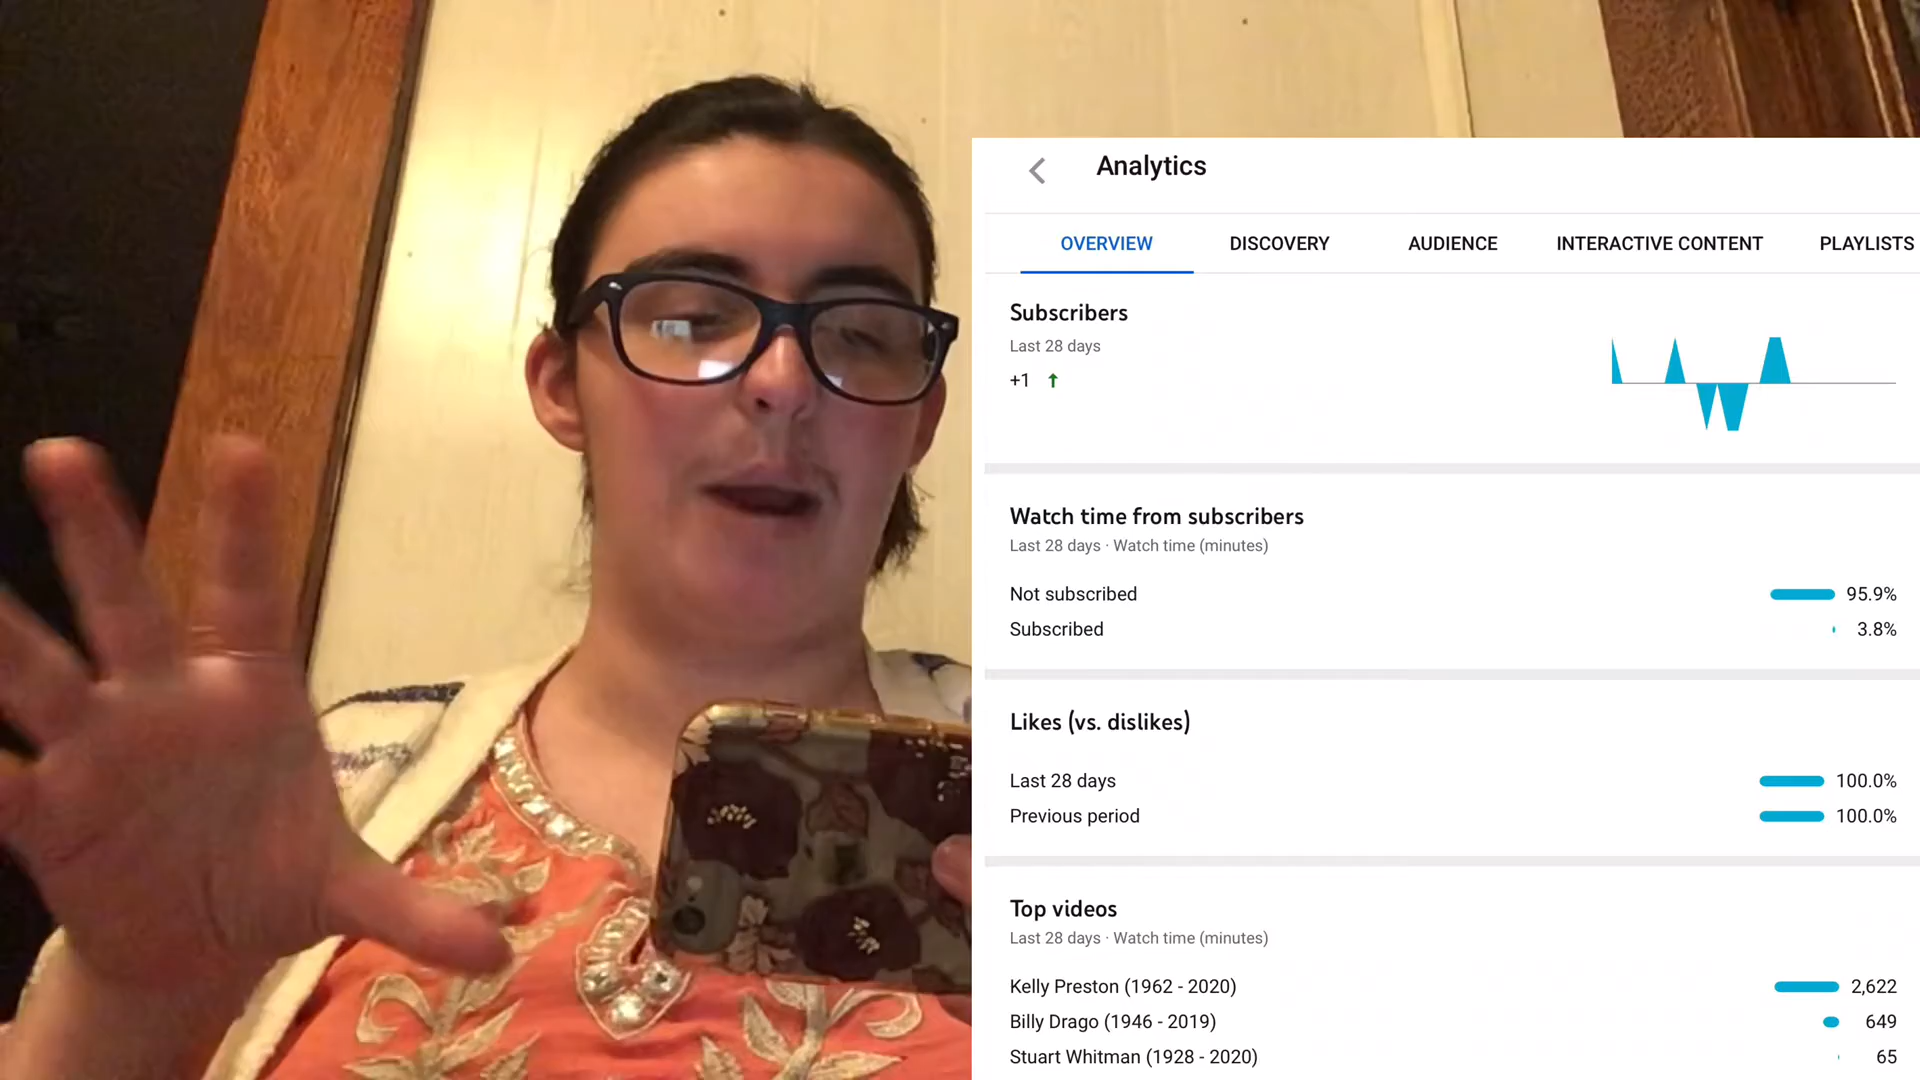 Analytics
OVERVIEW DISCOVERY AUDIENCE INTERACTIVE CONTENT PLAYLISTS
Subscribers
Last 28 days
+1
Watch time from subscribers
Last 28 days · Watch time (minutes)
Not subscribed 95.9%
Subscribed 3.8%
Likes (vs. dislikes)
Last 28 days 100.0%
Previous period 100.0%
Top videos
Last 28 days · Watch time (minutes)
Kelly Preston (1962 - 2020) 2,622
Billy Drago (1946 - 2019) 649
Stuart Whitman (1928 - 2020) 65